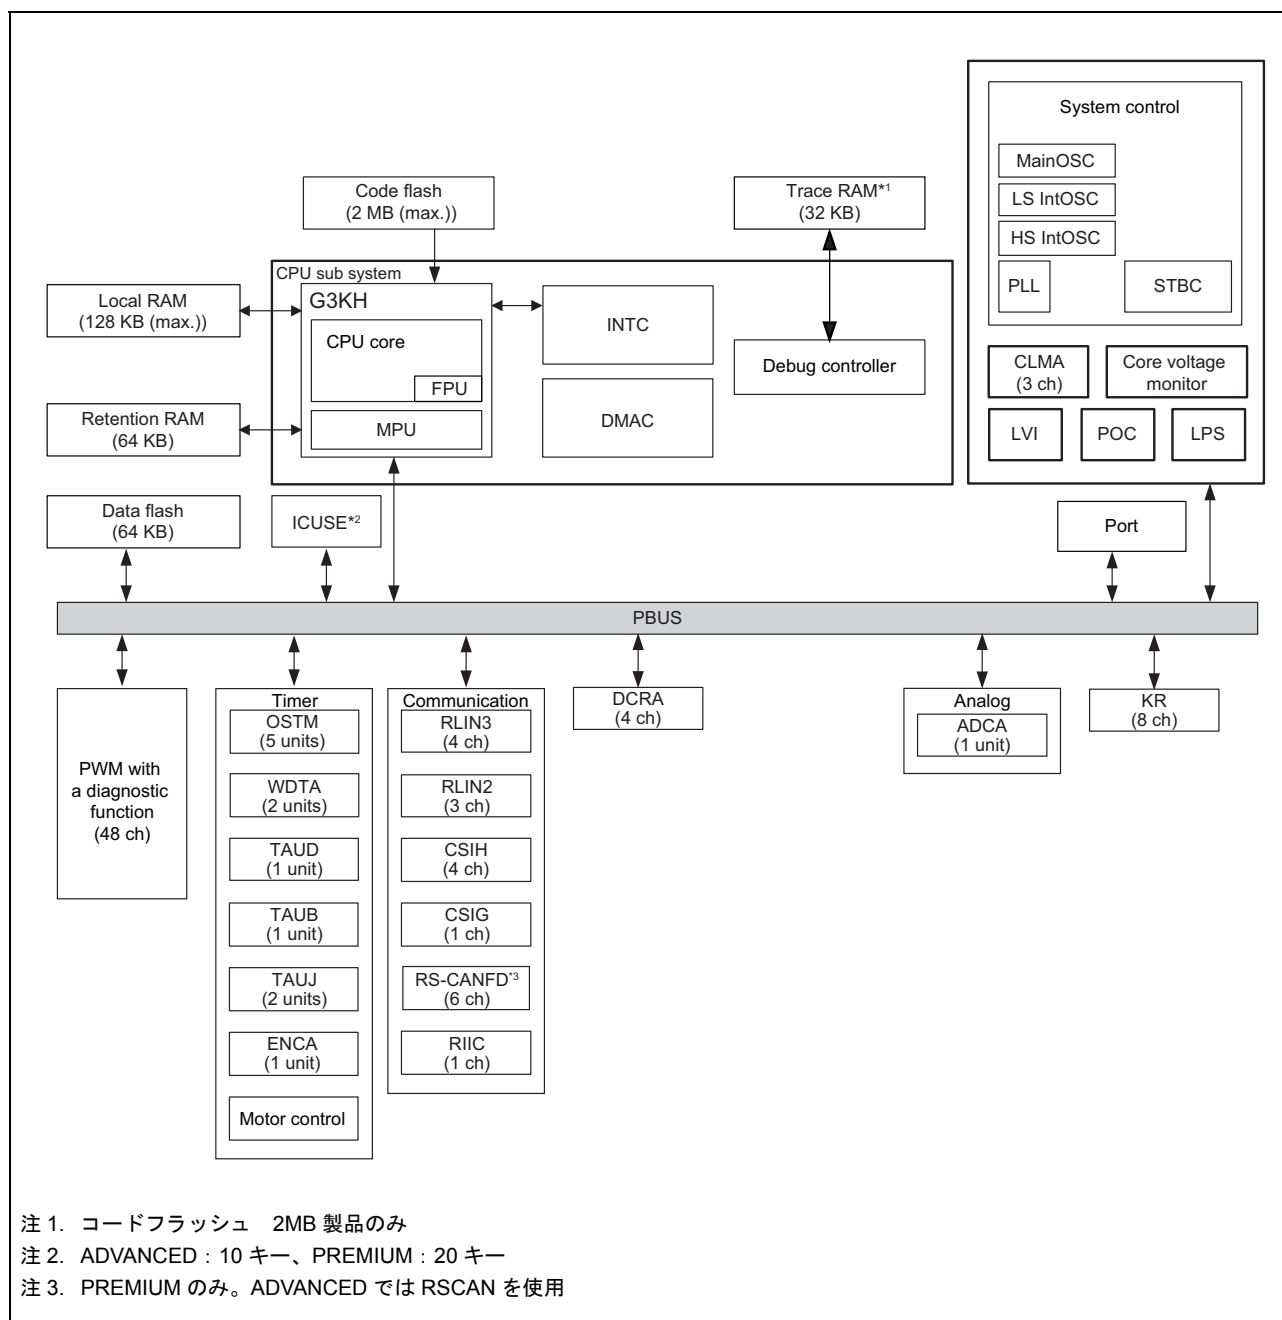 Code flash
(2 MB (max.))
Trace RAM*1
(32 KB)
System control
MainOSC
LS IntOSC
HS IntOSC
PLL
STBC
CLMA
(3 ch)
Core voltage
monitor
LVI
POC
LPS
CPU sub system
G3KH
CPU core
FPU
MPU
INTC
DMAC
Debug controller
Local RAM
(128 KB (max.))
Retention RAM
(64 KB)
Data flash
(64 KB)
ICUSE*2
Port
PBUS
PWM with
a diagnostic
function
(48 ch)
Timer
OSTM
(5 units)
WDTA
(2 units)
TAUD
(1 unit)
TAUB
(1 unit)
TAUJ
(2 units)
ENCA
(1 unit)
Motor control
Communication
RLIN3
(4 ch)
RLIN2
(3 ch)
CSIH
(4 ch)
CSIG
(1 ch)
RS-CANFD*3
(6 ch)
RIIC
(1 ch)
DCRA
(4 ch)
Analog
ADCA
(1 unit)
KR
(8 ch)
注 1. コードフラッシュ 2MB 製品のみ
注 2. ADVANCED：10 キー、PREMIUM：20 キー
注 3. PREMIUM のみ。ADVANCED では RSCAN を使用